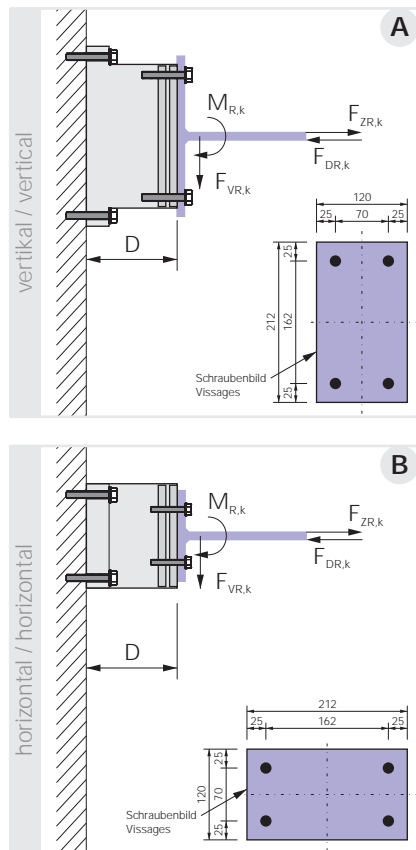 A
vertikal / vertical
M R,k
F ZR,k
F DR,k
F VR,k
D
120
25 70 25
25
212
162
25
Schraubenbild
Vissages
B
horizontal / horizontal
M R,k
F ZR,k
F DR,k
F VR,k
D
212
25 162 25
25
120
70
25
Schraubenbild
Vissages